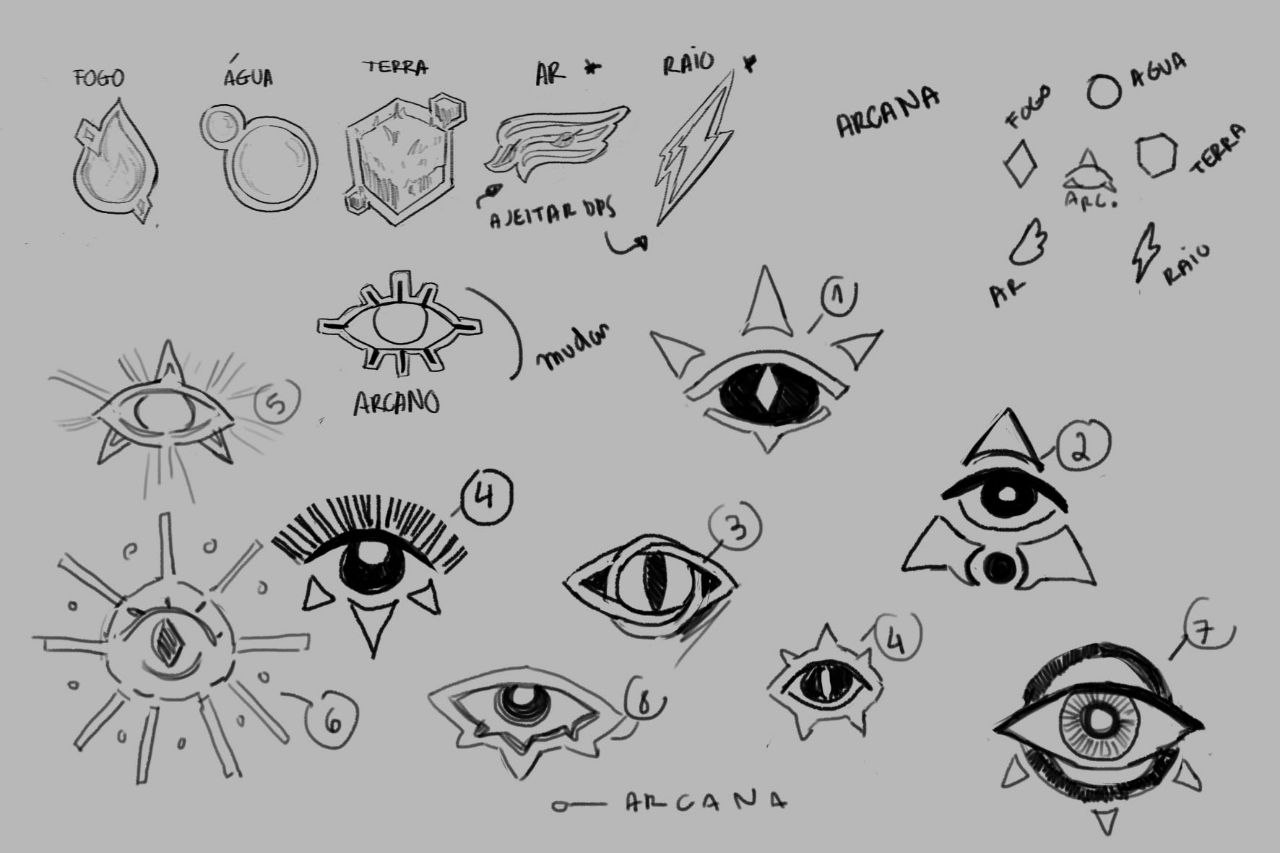 FOGO
ÁGUA
TERRA
AR *
RAIO *
AJEITAR DPS
ARCANA
FOGO
AGUA
TERRA
ARC.
AR
RAIO
ARCANO
mudar
1
2
3
4
5
4
6
7
8
ARCANA